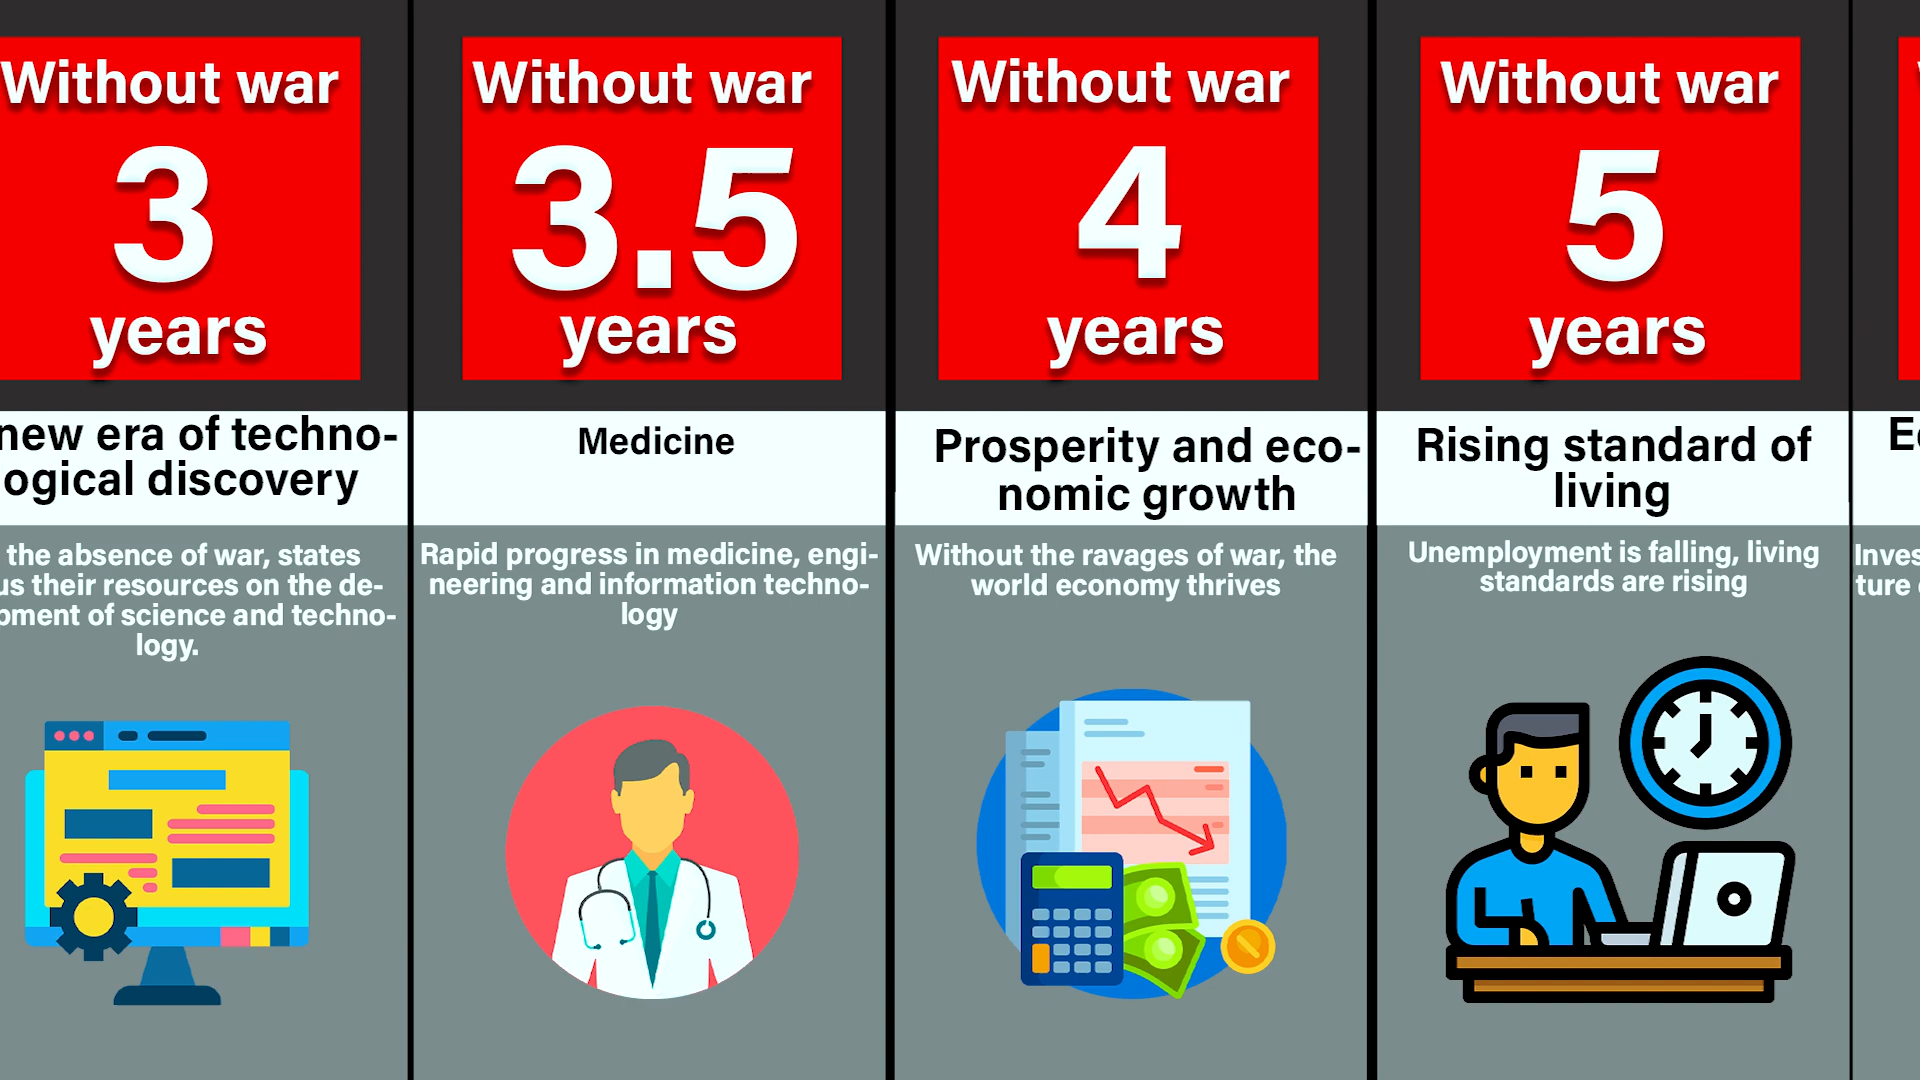 Without war
3
years
new era of techno-
ogical discovery
the absence of war, states
us their resources on the de-
pment of science and techno-
logy.
Without war
3.5
years
Medicine
Rapid progress in medicine, engi-
neering and information techno-
logy
Without war
4
years
Prosperity and eco-
nomic growth
Without the ravages of war, the
world economy thrives
Without war
5
years
Rising standard of
living
Unemployment is falling, living
standards are rising
Inves
ture